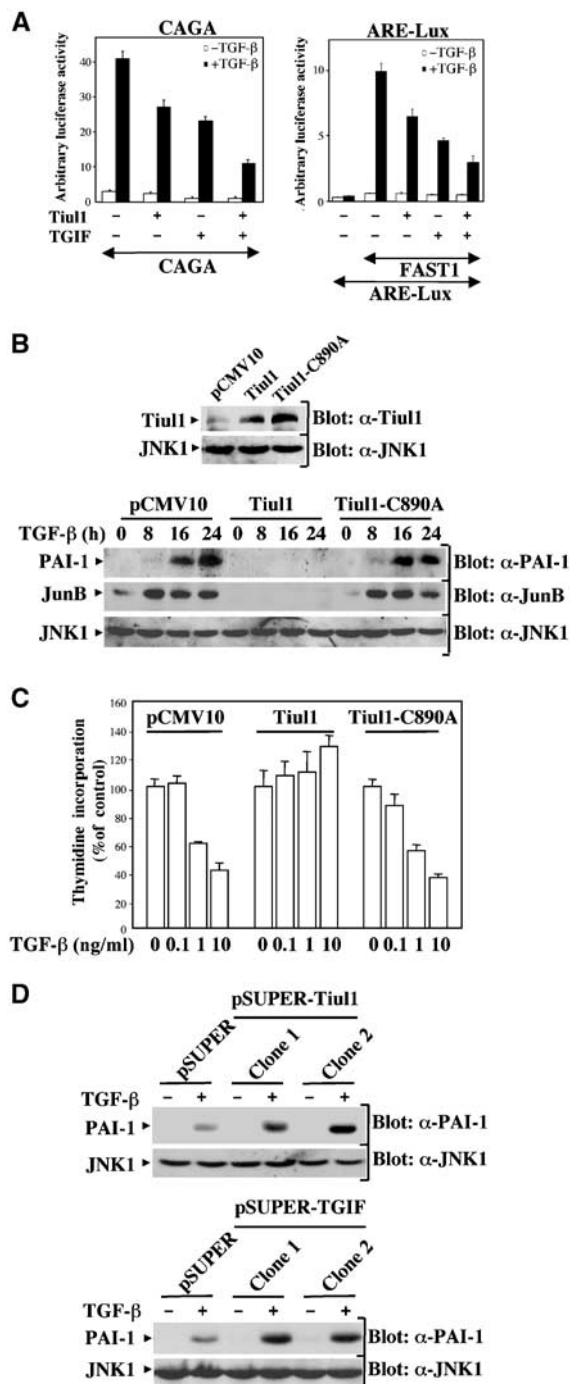 A
CAGA
–TGF-β
+TGF-β
Arbitrary luciferase activity
40
30
20
10
0
Tiul1 – + – +
TGIF – – + +
CAGA
ARE-Lux
–TGF-β
+TGF-β
Arbitrary luciferase activity
10
5
0
– – + – +
– – – + +
FAST1
ARE-Lux
B
pCMV10 Tiul1 Tiul1-C890A
Tiul1 Blot: α-Tiul1
JNK1 Blot: α-JNK1
pCMV10 Tiul1 Tiul1-C890A
TGF-β (h) 0 8 16 24 0 8 16 24 0 8 16 24
PAI-1 Blot: α-PAI-1
JunB Blot: α-JunB
JNK1 Blot: α-JNK1
C
pCMV10 Tiul1 Tiul1-C890A
Thymidine incorporation
(% of control)
160
140
120
100
80
60
40
20
0
TGF-β (ng/ml) 0 0.1 1 10 0 0.1 1 10 0 0.1 1 10
D
pSUPER-Tiul1
pSUPER Clone 1 Clone 2
TGF-β – + – + – +
PAI-1 Blot: α-PAI-1
JNK1 Blot: α-JNK1
pSUPER-TGIF
pSUPER Clone 1 Clone 2
TGF-β – + – + – +
PAI-1 Blot: α-PAI-1
JNK1 Blot: α-JNK1